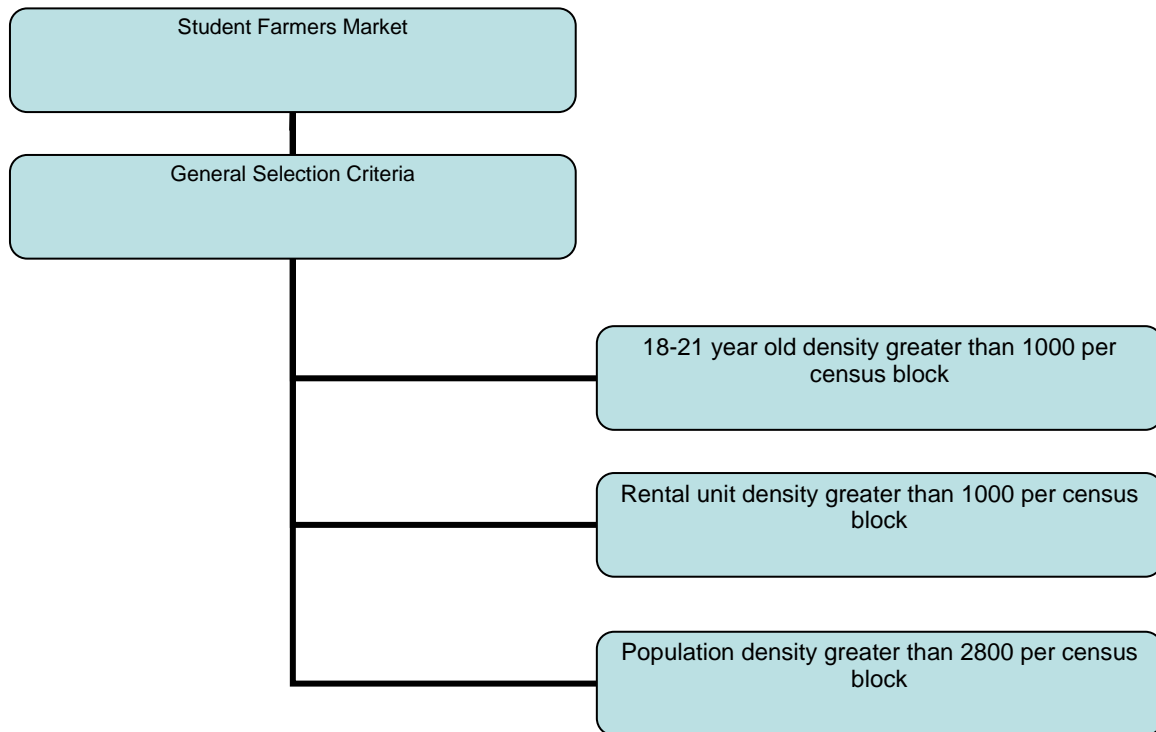 Student Farmers Market
General Selection Criteria
18-21 year old density greater than 1000 per
census block
Rental unit density greater than 1000 per census
block
Population density greater than 2800 per census
block